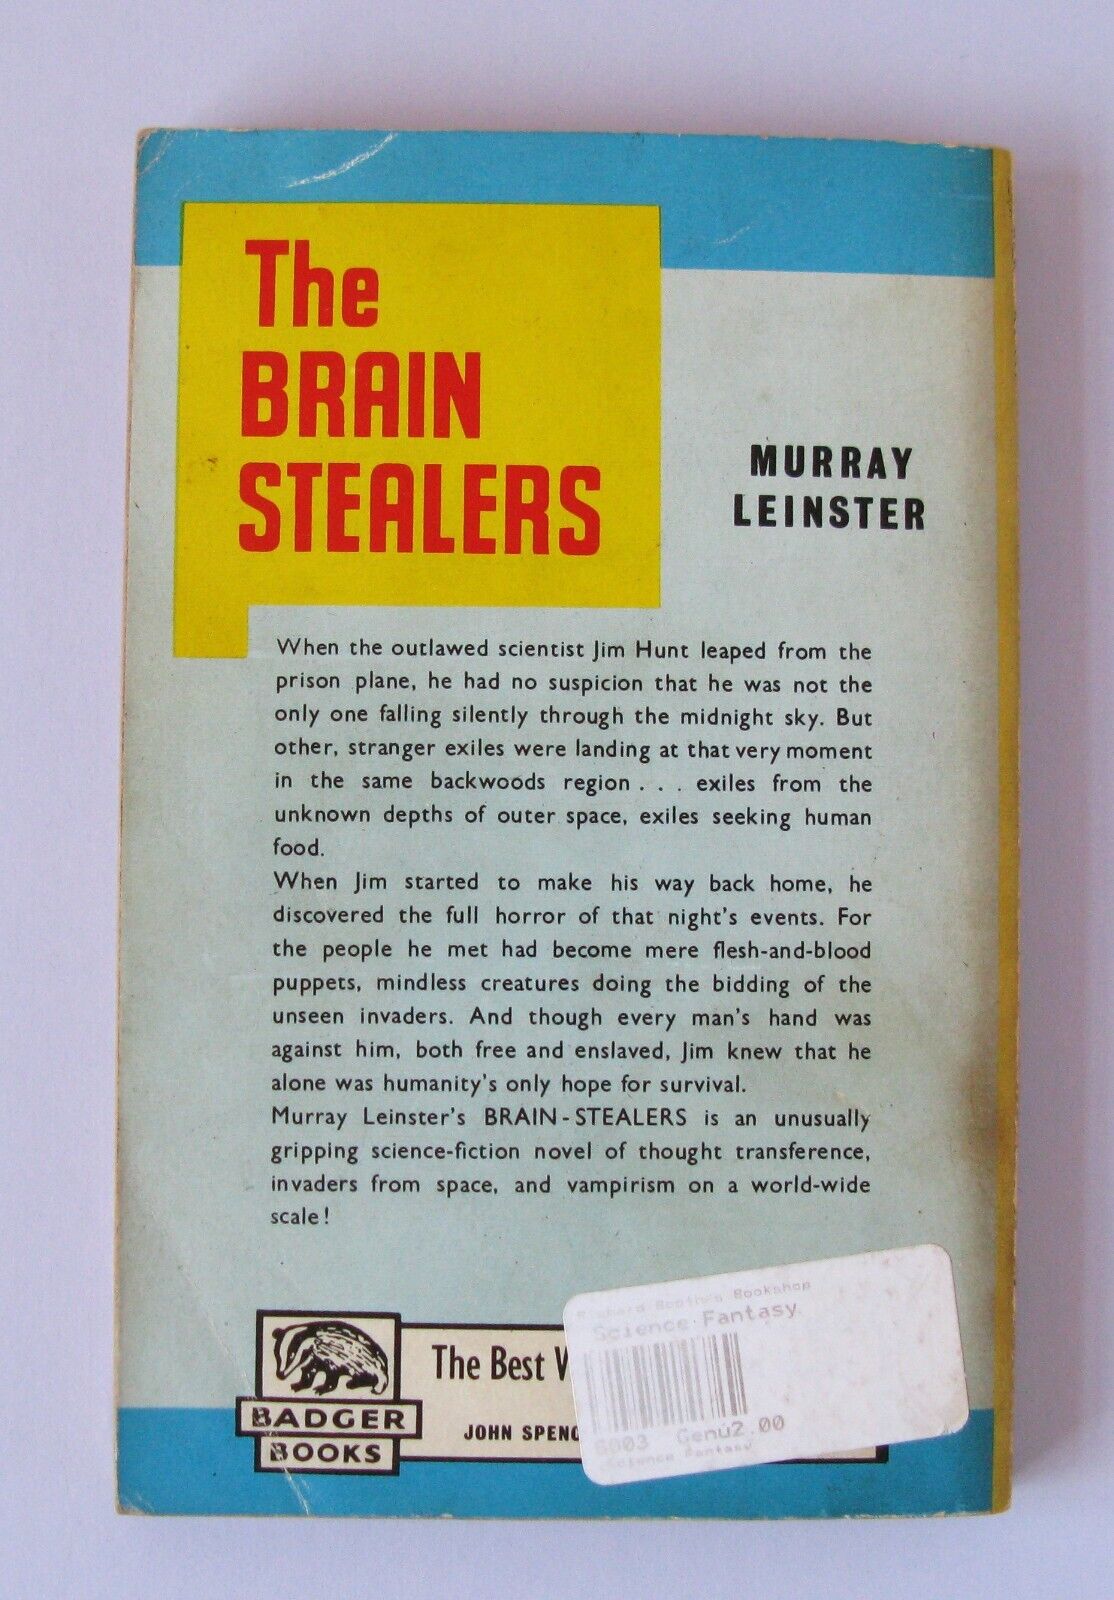 The
BRAIN
STEALERS
MURRAY
LEINSTER
When the outlawed scientist Jim Hunt leaped from the
prison plane, he had no suspicion that he was not the
only one falling silently through the midnight sky. But
other, stranger exiles were landing at that very moment
in the same backwoods region . . . exiles from the
unknown depths of outer space, exiles seeking human
food.
When Jim started to make his way back home, he
discovered the full horror of that night's events. For
the people he met had become mere flesh-and-blood
puppets, mindless creatures doing the bidding of the
unseen invaders. And though every man's hand was
against him, both free and enslaved, Jim knew that he
alone was humanity's only hope for survival.
Murray Leinster's BRAIN-STEALERS is an unusually
gripping science-fiction novel of thought transference,
invaders from space, and vampirism on a world-wide
scale!
BADGER
BOOKS
The Best
JOHN SPENC
Richard Booth's Bookshop
Science Fantasy
Genu2.00
Science Fantasy